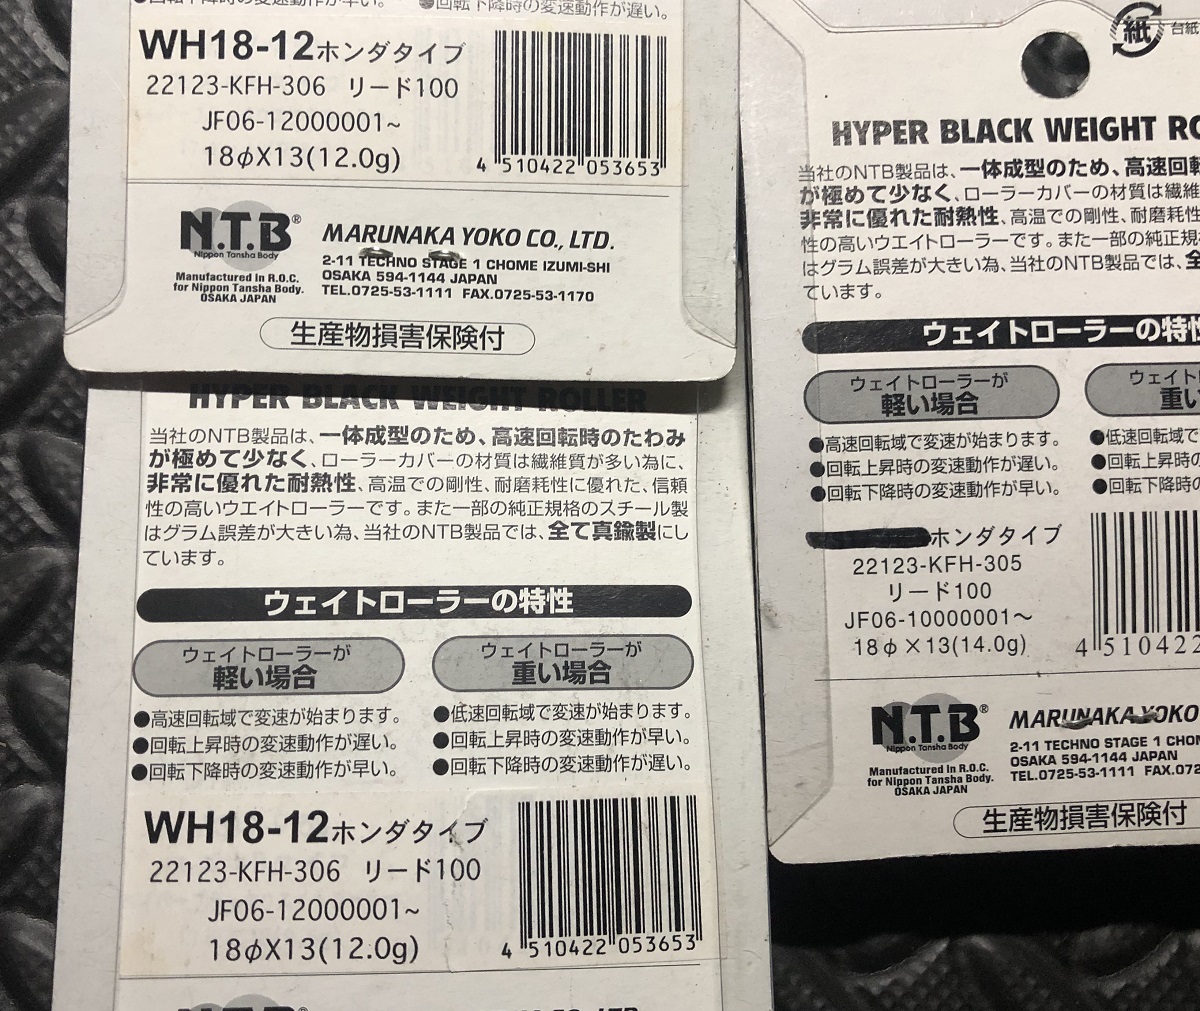 ●回転下降時の変速動作が早い。 ●回転下降時の変速動作が遅い。
WH18-12ホンダタイプ
22123-KFH-306 リード100
JF06-12000001~
18φX13(12.0g)
4 510422 053653
N.T.B®
Nippon Tansha Body
Manufactured In R.O.C.
for Nippon Tansha Body.
OSAKA JAPAN
MARUNAKA YOKO CO., LTD.
2-11 TECHNO STAGE 1 CHOME IZUMI-SHI
OSAKA 594-1144 JAPAN
TEL.0725-53-1111 FAX.0725-53-1170
生産物損害保険付
HYPER BLACK WEIGHT ROLLER
当社のNTB製品は、一体成型のため、高速回転時のたわみ
が極めて少なく、ローラーカバーの材質は繊維質が多い為に、
非常に優れた耐熱性、高温での剛性、耐磨耗性に優れた、信頼
性の高いウエイトローラーです。また一部の純正規格のスチール製
はグラム誤差が大きい為、当社のNTB製品では、全て真鍮製にし
ています。
ウェイトローラーの特性
ウェイトローラーが
軽い場合
●高速回転域で変速が始まります。
●回転上昇時の変速動作が遅い。
●回転下降時の変速動作が早い。
ウェイトローラーが
重い場合
●低速回転域で変速が始まります。
●回転上昇時の変速動作が早い。
●回転下降時の変速動作が遅い。
WH18-12ホンダタイプ
22123-KFH-306 リード100
JF06-12000001~
18φX13(12.0g)
4 510422 053653
紙
台紙
HYPER BLACK WEIGHT RO
当社のNTB製品は、一体成型のため、高速回転
が極めて少なく、ローラーカバーの材質は繊維
非常に優れた耐熱性、高温での剛性、耐磨耗性
性の高いウエイトローラーです。また一部の純正規
はグラム誤差が大きい為、当社のNTB製品では、全
ています。
ウェイトローラーの特性
ウェイトローラーが
軽い場合
●高速回転域で変速が始まります。
●回転上昇時の変速動作が遅い。
●回転下降時の変速動作が早い。
ウェイト
重い
●低速回転域で
●回転上昇時の
●回転下降時の
ホンダタイプ
22123-KFH-305
リード100
JF06-10000001～
18φ×13(14.0g)
4 510422
N.T.B®
Nippon Tansha Body
Manufactured In R.O.C.
for Nippon Tansha Body.
OSAKA JAPAN
MARUNAKA YOKO
2-11 TECHNO STAGE 1 CHO
OSAKA 594-1144 JAPAN
TEL.0725-53-1111 FAX.072
生産物損害保険付